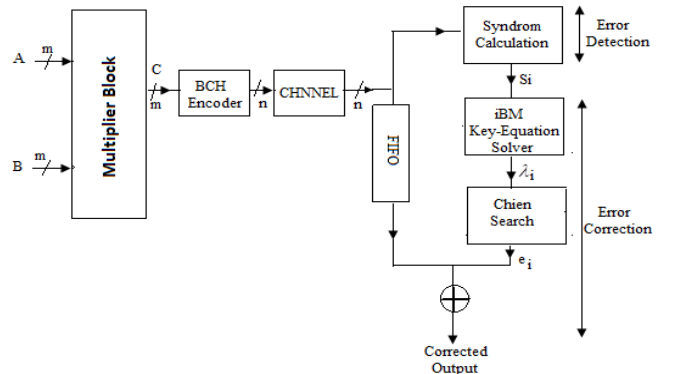 A
m
B
m
Multiplier Block
C
m
BCH
Encoder
n
CHNNEL
n
FIFO
Syndrom
Calculation
Error
Detection
Si
iBM
Key-Equation
Solver
λi
Chien
Search
ei
Error
Correction
Corrected
Output